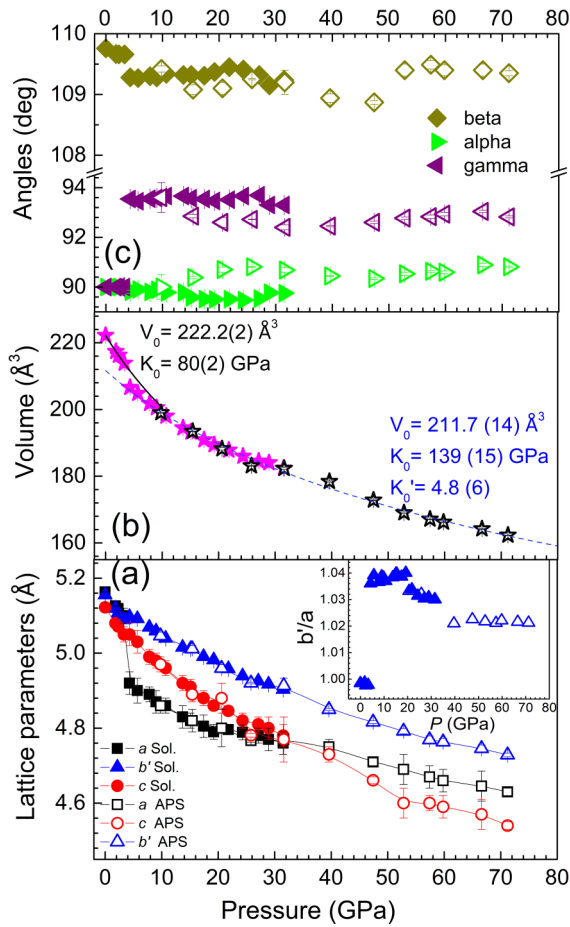 0 10 20 30 40 50 60 70 80
110
109
108
94
92
90
Angles (deg)
beta
alpha
gamma
(c)
V0= 222.2(2) Å3
K0= 80(2) GPa
220
200
180
160
Volume (Å3)
V0= 211.7 (14) Å3
K0= 139 (15) GPa
K0'= 4.8 (6)
(b)
(a)
5.2
5.0
4.8
4.6
Lattice parameters (Å)
1.04
1.03
1.02
1.01
1.00
b'/a
0 10 20 30 40 50 60 70 80
P (GPa)
a Sol.
b' Sol.
c Sol.
a APS
c APS
b' APS
0 10 20 30 40 50 60 70 80
Pressure (GPa)